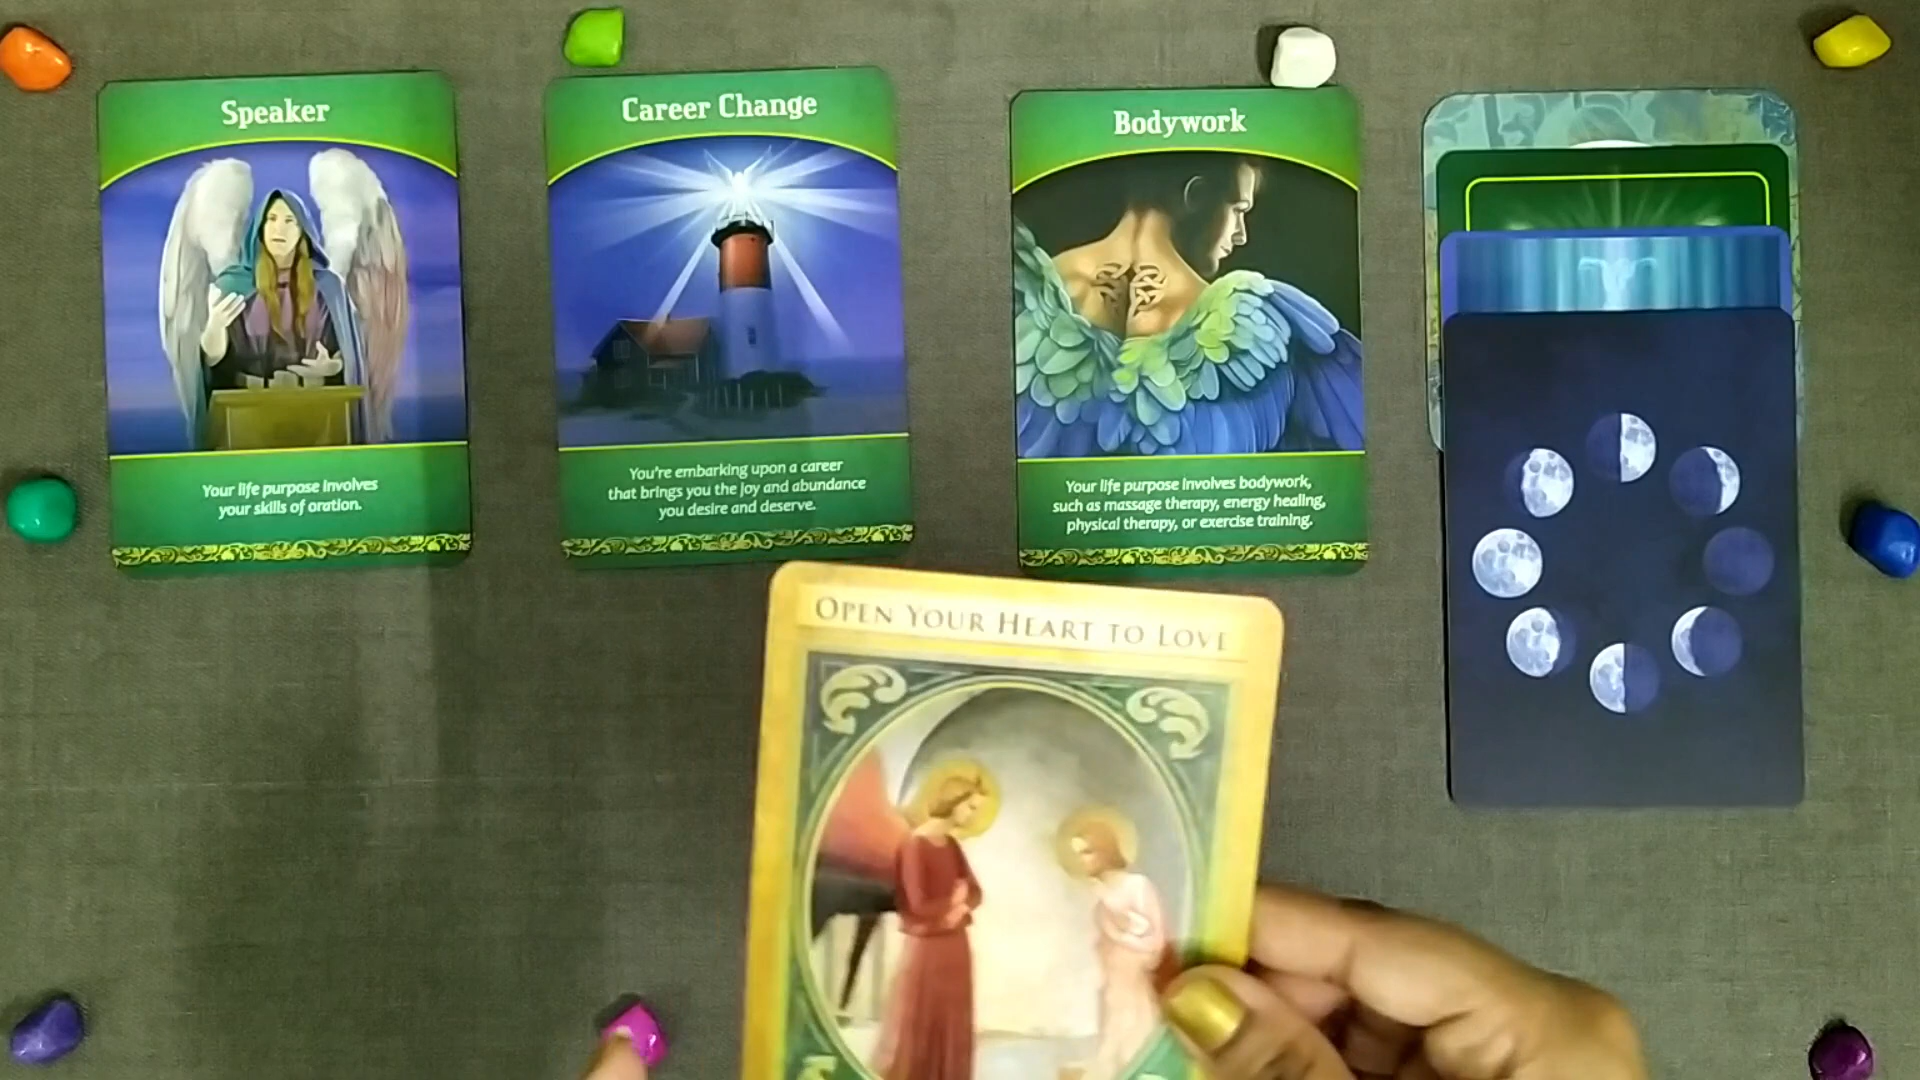 Speaker
Your life purpose involves
your skills of oration.
Career Change
You're embarking upon a career
that brings you the joy and abundance
you desire and deserve.
Bodywork
Your life purpose involves bodywork,
such as massage therapy, energy healing,
physical therapy, or exercise training.
OPEN YOUR HEART TO LOVE